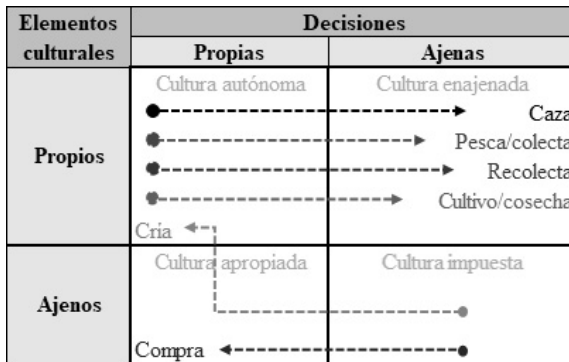 Elementos culturales
Decisiones
Propias
Ajenas
Propios
Cultura autónoma
Cultura enajenada
Caza
Pesca/colecta
Recolecta
Cultivo/cosecha
Cría
Ajenos
Cultura apropiada
Cultura impuesta
Compra